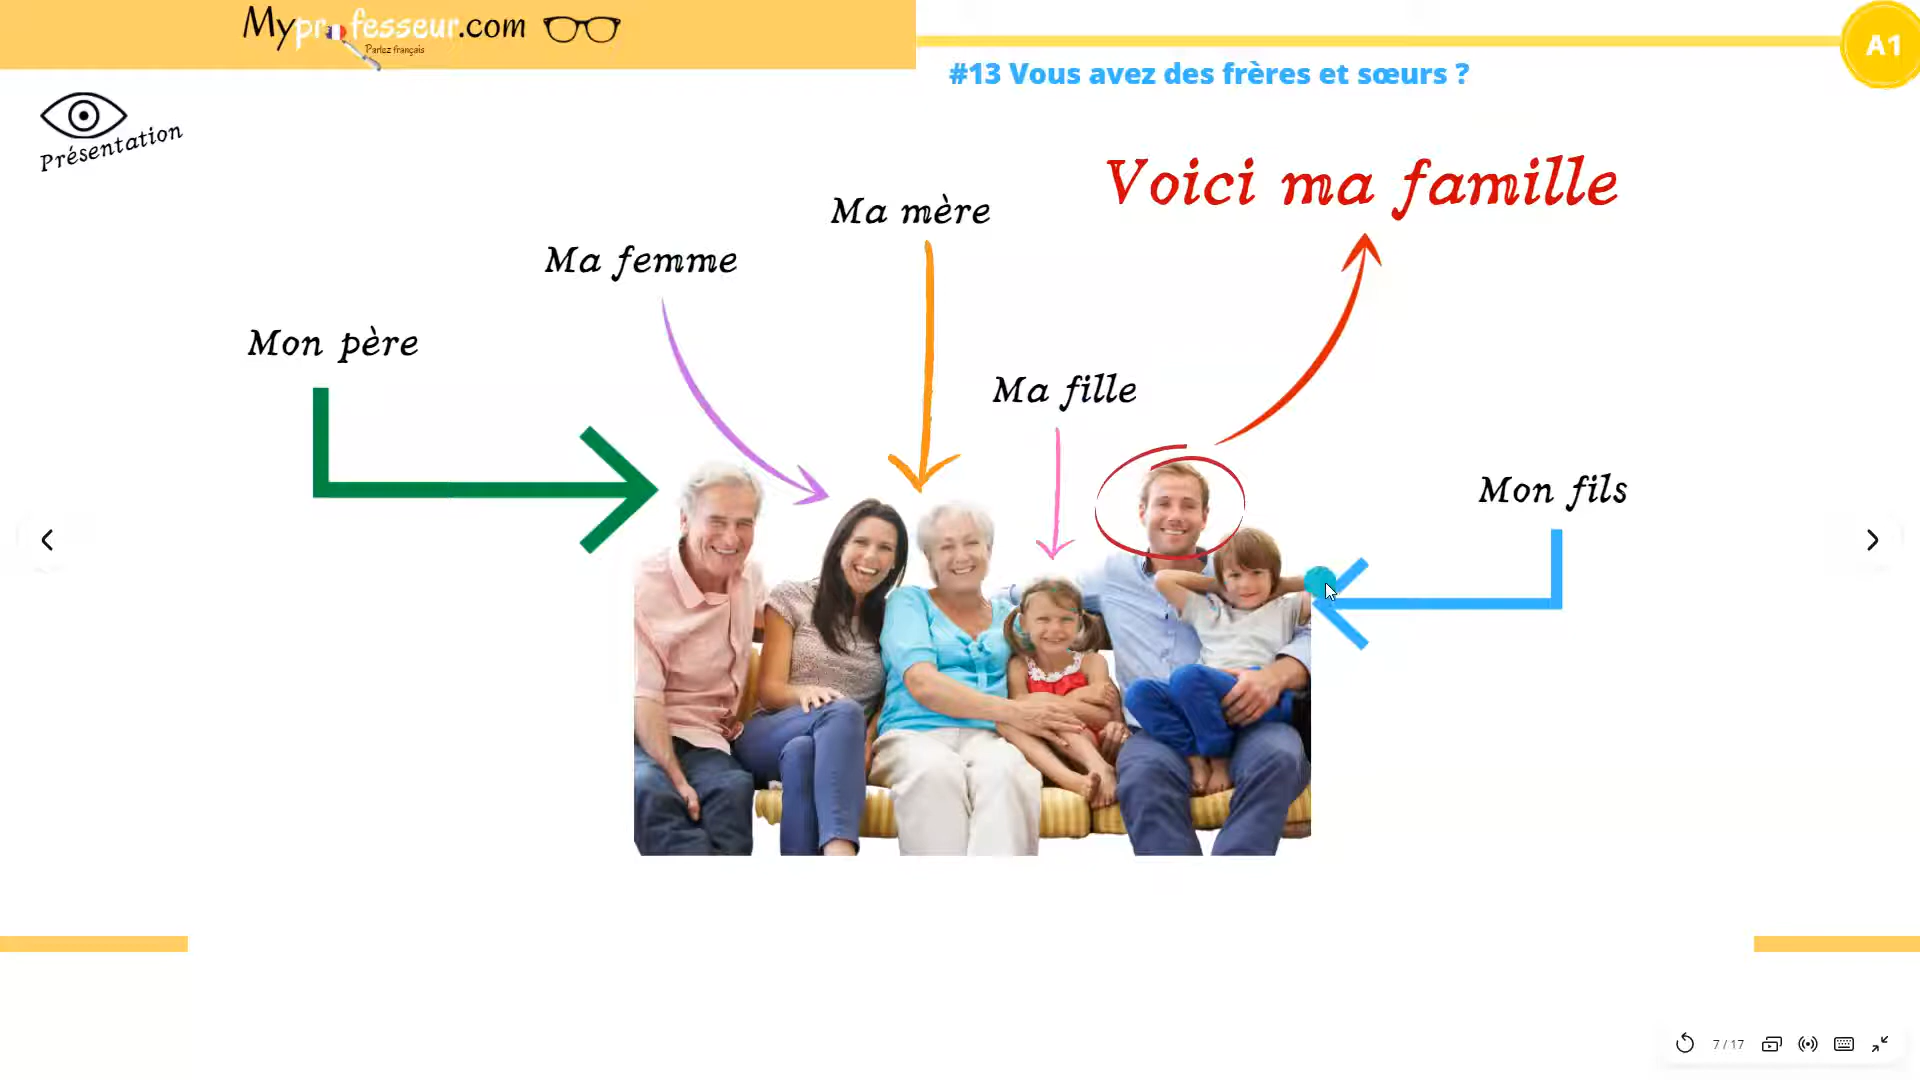 Myprofesseur.com
Parlez français
A1
#13 Vous avez des frères et sœurs ?
Présentation
Voici ma famille
Ma mère
Ma femme
Mon père
Ma fille
Mon fils
7 / 17